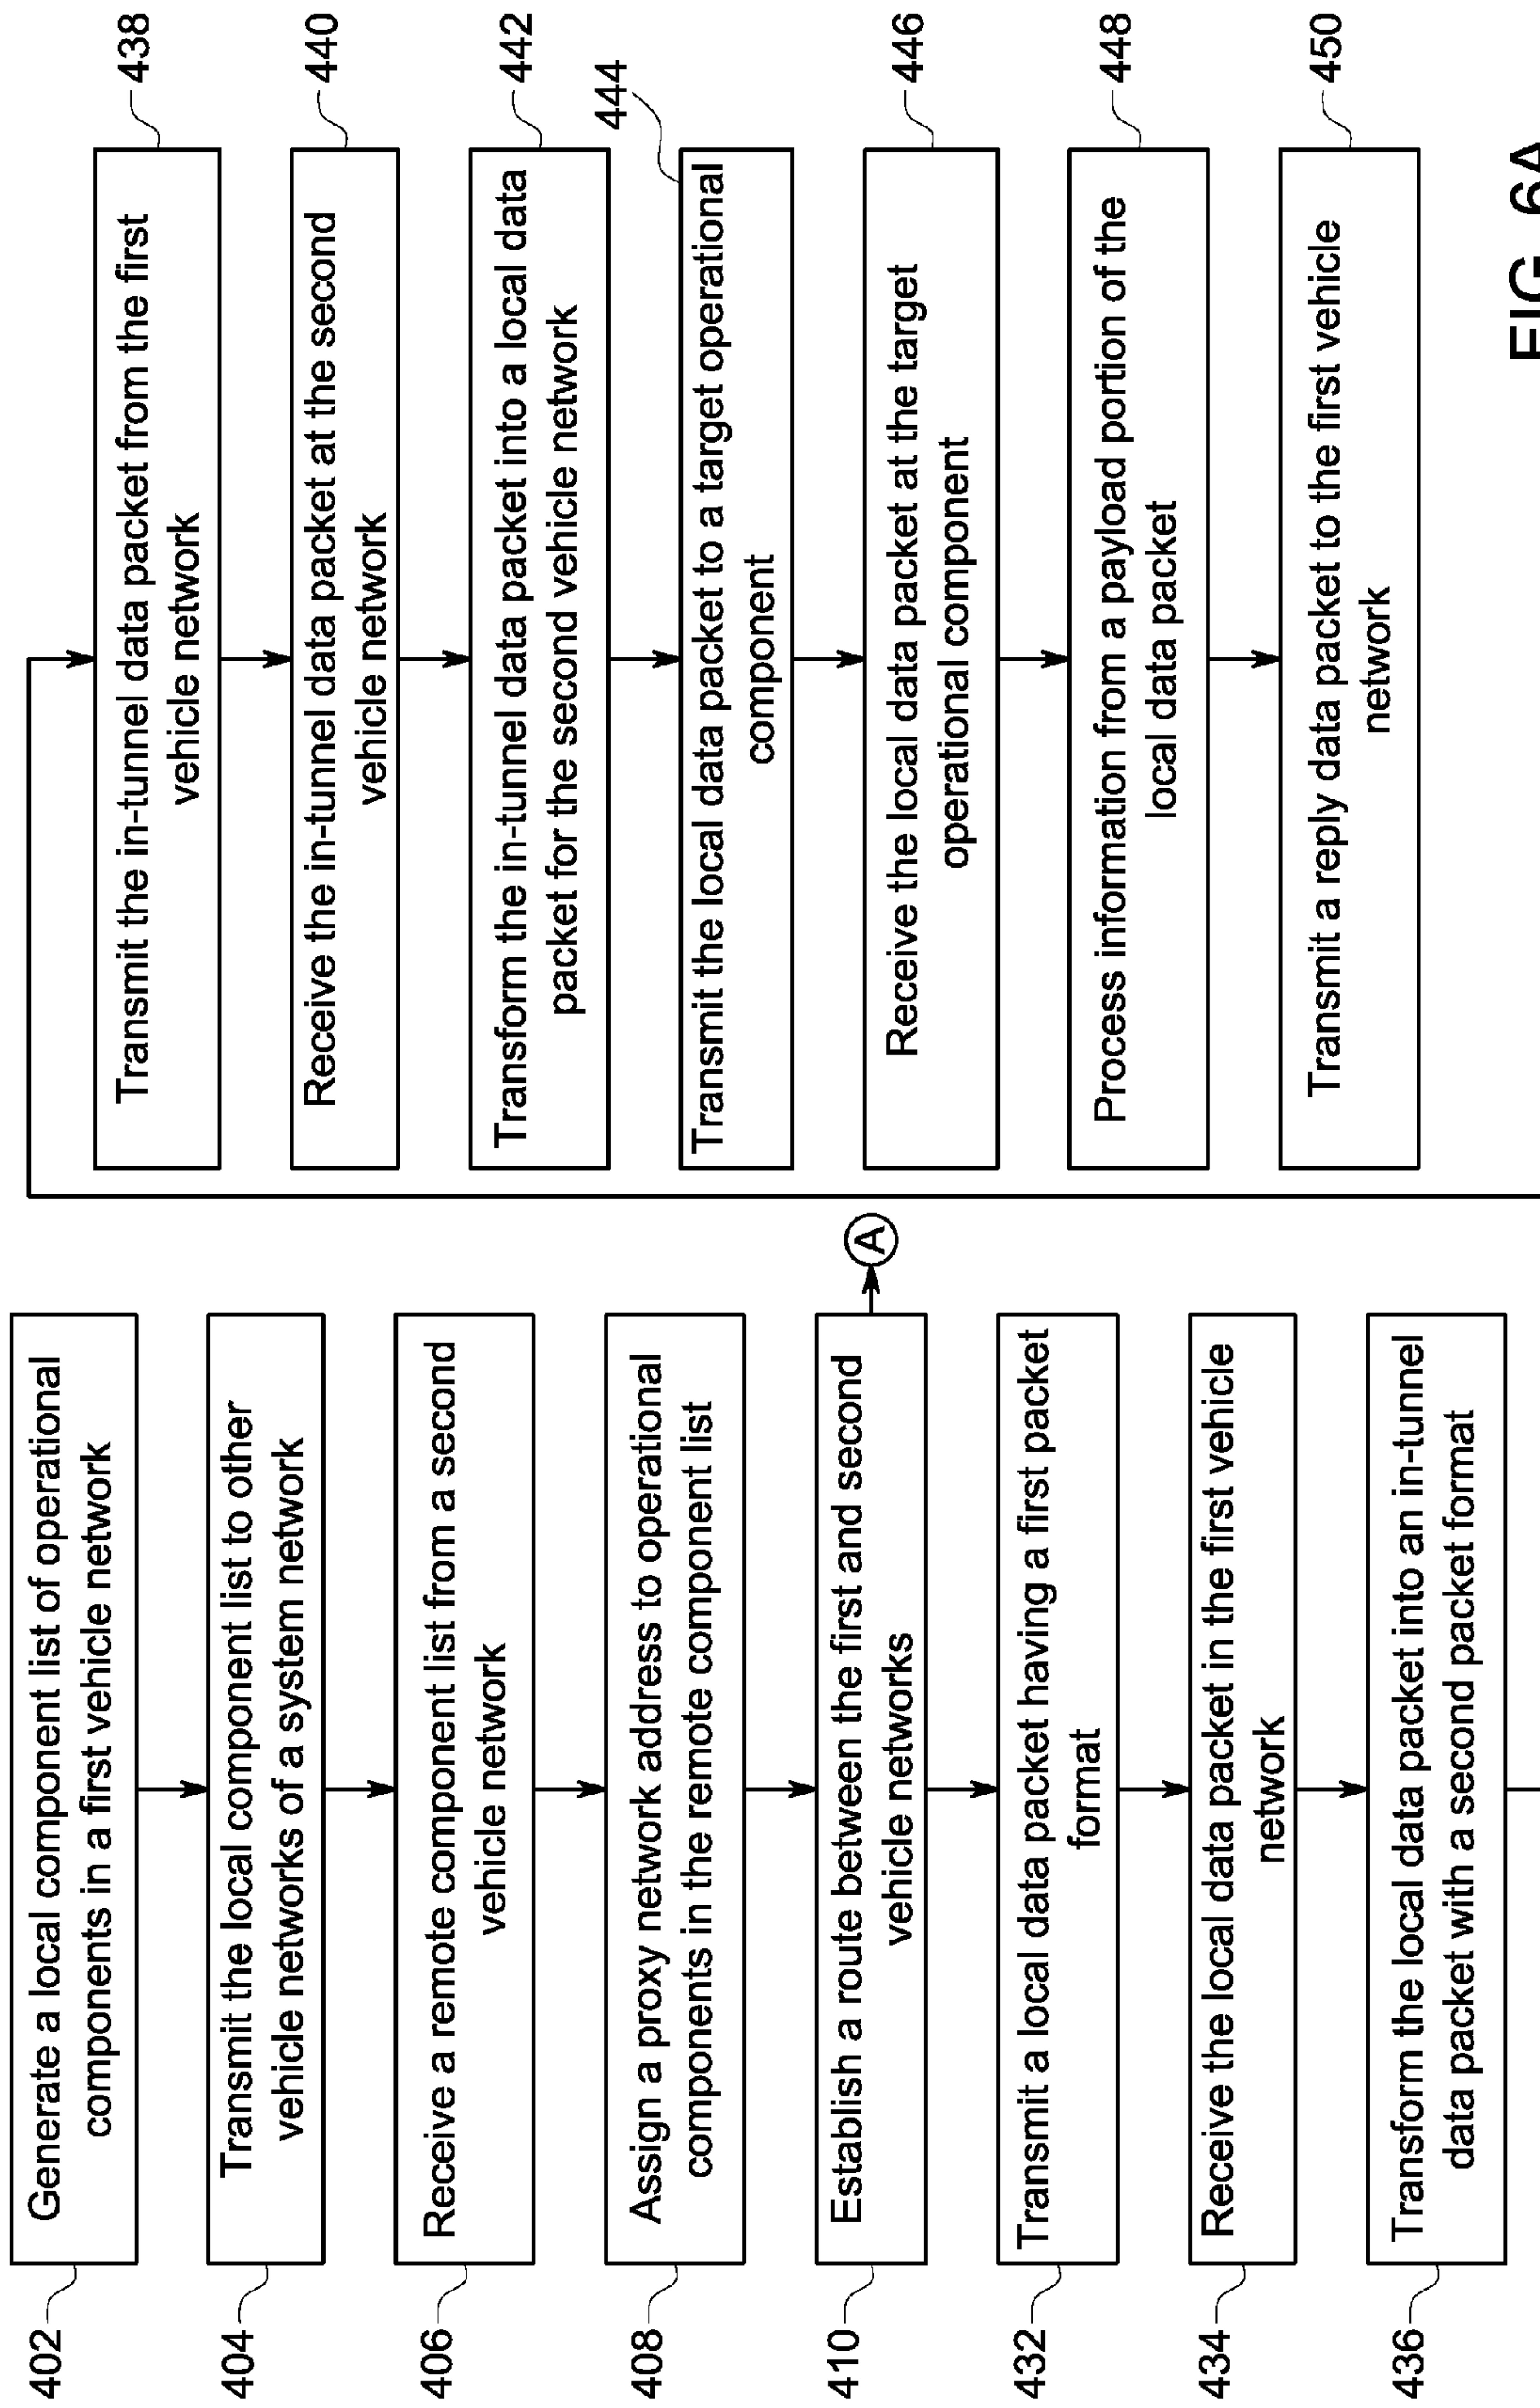 402
Generate a local component list of operational
components in a first vehicle network
404
Transmit the local component list to other
vehicle networks of a system network
406
Receive a remote component list from a second
vehicle network
408
Assign a proxy network address to operational
components in the remote component list
410
Establish a route between the first and second
vehicle networks
A
432
Transmit a local data packet having a first packet
format
434
Receive the local data packet in the first vehicle
network
436
Transform the local data packet into an in-tunnel
data packet with a second packet format
438
Transmit the in-tunnel data packet from the first
vehicle network
440
Receive the in-tunnel data packet at the second
vehicle network
442
Transform the in-tunnel data packet into a local data
packet for the second vehicle network
444
Transmit the local data packet to a target operational
component
446
Receive the local data packet at the target
operational component
448
Process information from a payload portion of the
local data packet
450
Transmit a reply data packet to the first vehicle
network
FIG. 6A